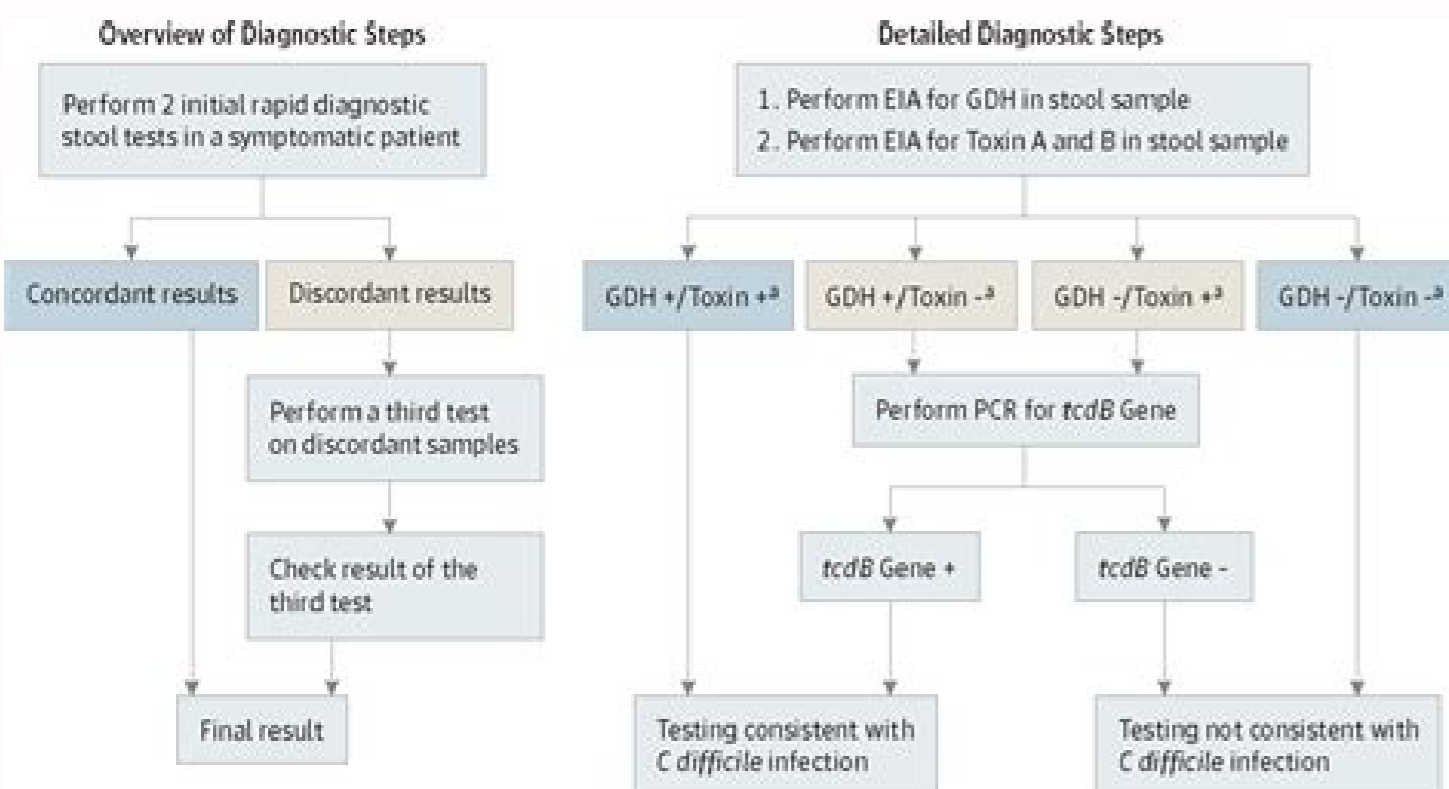 Overview of Diagnostic Steps
Perform 2 initial rapid diagnostic
stool tests in a symptomatic patient
Concordant results
Discordant results
Perform a third test
on discordant samples
Check result of the
third test
Final result
Detailed Diagnostic Steps
1. Perform EIA for GDH in stool sample
2. Perform EIA for Toxin A and B in stool sample
GDH +/Toxin +ª
GDH +/Toxin -ª
GDH -/Toxin +ª
GDH -/Toxin -ª
Perform PCR for tcdB Gene
tcdB Gene +
tcdB Gene -
Testing consistent with
C difficile infection
Testing not consistent with
C difficile infection